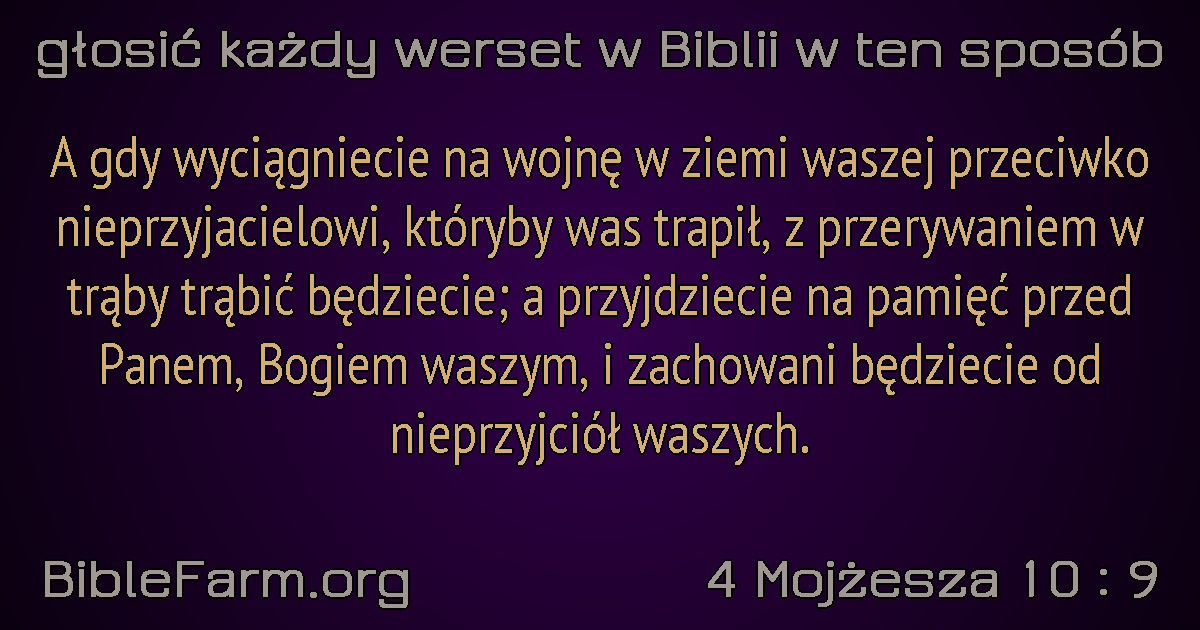 głosić każdy werset w Biblii w ten sposób
A gdy wyciągniecie na wojnę w ziemi waszej przeciwko
nieprzyjacielowi, któryby was trapił, z przerywaniem w
trąby trąbić będziecie; a przyjdziecie na pamięć przed
Panem, Bogiem waszym, i zachowani będziecie od
nieprzyjciół waszych.
BibleFarm.org
4 Mojżesza 10 : 9